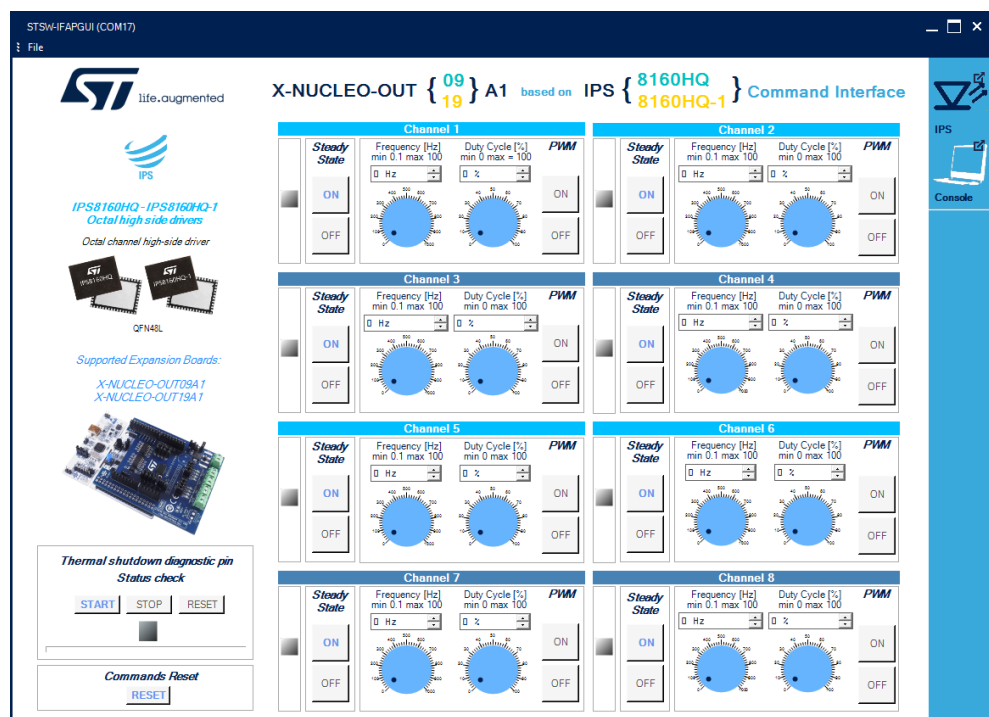 STSW-IFAPGUI (COM17)
File
life.augmented
X-NUCLEO-OUT { 09 19 } A1 based on IPS { 8160HQ 8160HQ-1 } Command Interface
IPS
IPS8160HQ - IPS8160HQ-1
Octal high side drivers
Octal channel high-side driver
IPS8160HQ
IPS8160HQ-1
QFN48L
Supported Expansion Boards:
X-NUCLEO-OUT09A1
X-NUCLEO-OUT19A1
Thermal shutdown diagnostic pin
Status check
START STOP RESET
Commands Reset
RESET
Channel 1
Steady State
Frequency [Hz]
min 0.1 max 100
Duty Cycle [%]
min 0 max = 100
PWM
0 Hz
0 %
ON
OFF
ON
OFF
Channel 2
Steady State
Frequency [Hz]
min 0.1 max 100
Duty Cycle [%]
min 0 max 100
PWM
0 Hz
0 %
ON
OFF
ON
OFF
Channel 3
Steady State
Frequency [Hz]
min 0.1 max 100
Duty Cycle [%]
min 0 max 100
PWM
0 Hz
0 %
ON
OFF
ON
OFF
Channel 4
Steady State
Frequency [Hz]
min 0.1 max 100
Duty Cycle [%]
min 0 max 100
PWM
0 Hz
0 %
ON
OFF
ON
OFF
Channel 5
Steady State
Frequency [Hz]
min 0.1 max 100
Duty Cycle [%]
min 0 max 100
PWM
0 Hz
0 %
ON
OFF
ON
OFF
Channel 6
Steady State
Frequency [Hz]
min 0.1 max 100
Duty Cycle [%]
min 0 max 100
PWM
0 Hz
0 %
ON
OFF
ON
OFF
Channel 7
Steady State
Frequency [Hz]
min 0.1 max 100
Duty Cycle [%]
min 0 max 100
PWM
0 Hz
0 %
ON
OFF
ON
OFF
Channel 8
Steady State
Frequency [Hz]
min 0.1 max 100
Duty Cycle [%]
min 0 max 100
PWM
0 Hz
0 %
ON
OFF
ON
OFF
IPS
Console